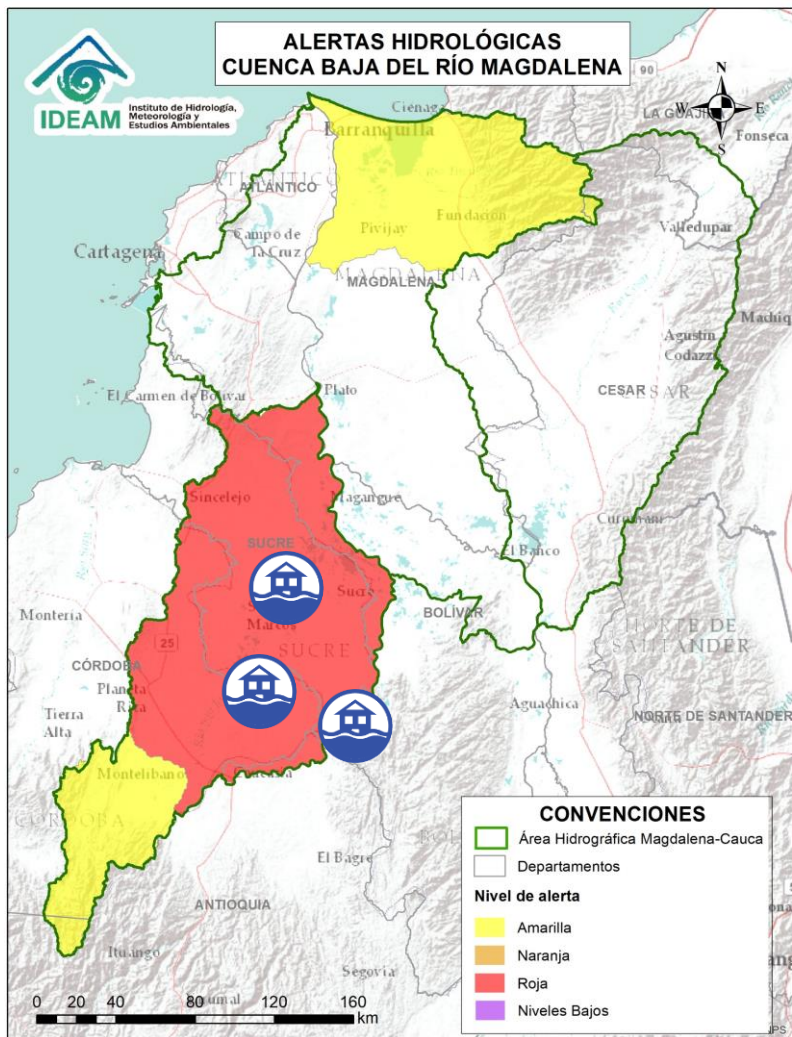 ALERTAS HIDROLÓGICAS
CUENCA BAJA DEL RÍO MAGDALENA
IDEAM
Instituto de Hidrología,
Meteorología y
Estudios Ambientales
N
W E
S
90
Ciénaga
LA GUAJIRA
Barranquilla
Fonseca
ATLÁNTICO
Pivijay
Fundación
Valledupar
Campo de
la Cruz
Cartagena
MAGDALENA
MAGDALENA
Agustín
Codazzi
CESAR
CESAR
El Carmen de Bolívar
Plato
Sincelejo
Magangué
SUCRE
Curumaní
El Banco
Sucre
Marcos
BOLÍVAR
Montería
25
SUCRE
NORTE DE
SANTANDER
CÓRDOBA
Planeta
Rica
Tierra
Alta
Aguachica
NORTE DE SANTANDER
Montelíbano
Caucasia
CÓRDOBA
El Bagre
ANTIOQUIA
Ituango
Segovia
0 20 40 80 120 160
km
CONVENCIONES
Área Hidrográfica Magdalena-Cauca
Departamentos
Nivel de alerta
Amarilla
Naranja
Roja
Niveles Bajos